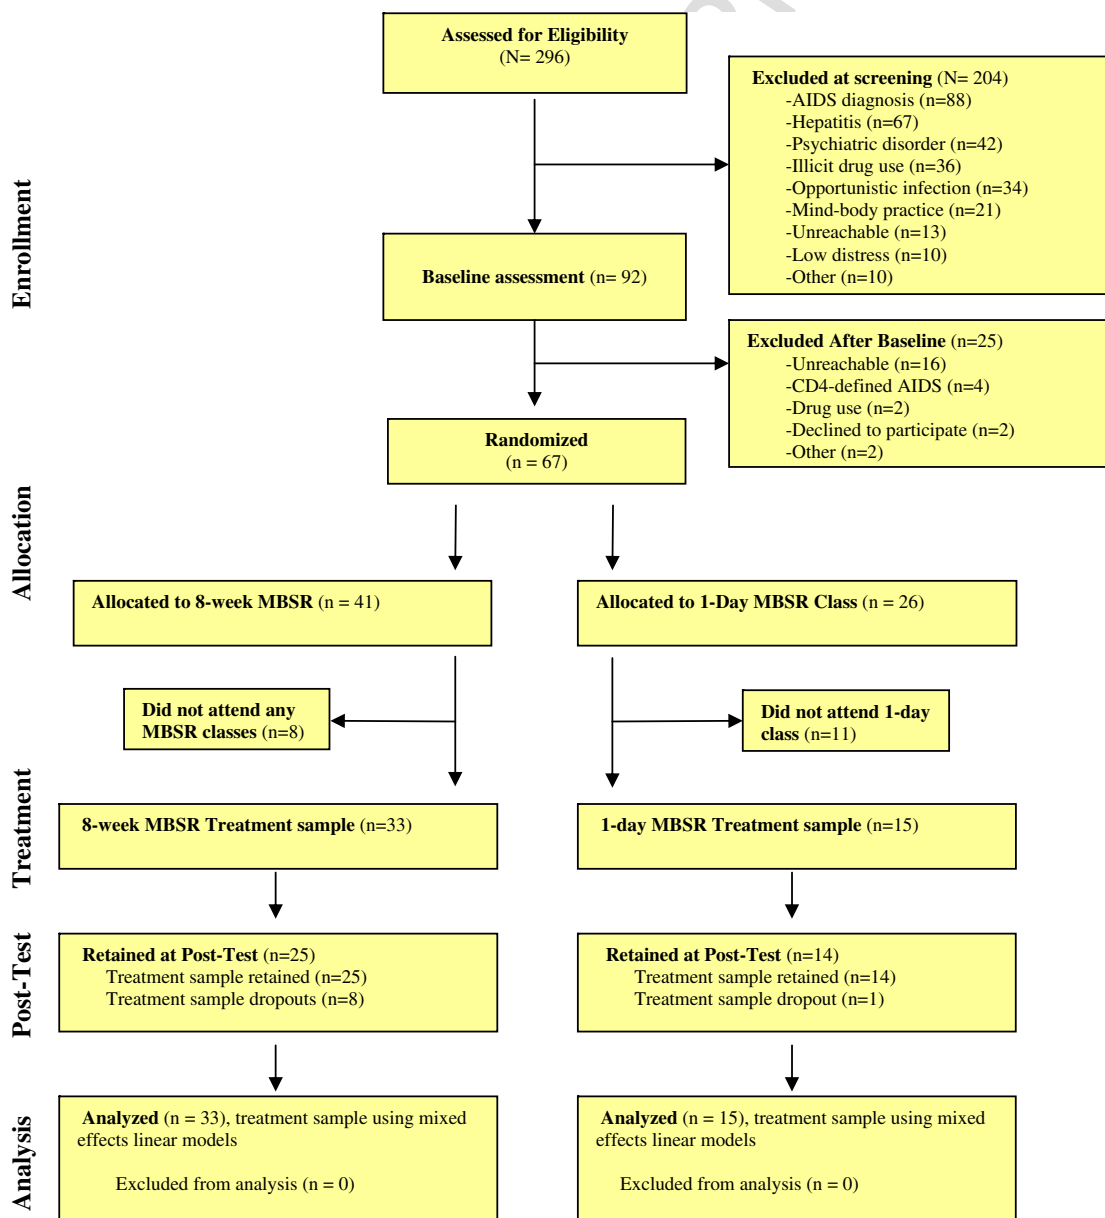 Assessed for Eligibility
(N= 296)
Excluded at screening (N= 204)
-AIDS diagnosis (n=88)
-Hepatitis (n=67)
-Psychiatric disorder (n=42)
-Illicit drug use (n=36)
-Opportunistic infection (n=34)
-Mind-body practice (n=21)
-Unreachable (n=13)
-Low distress (n=10)
-Other (n=10)
Enrollment
Baseline assessment (n= 92)
Excluded After Baseline (n=25)
-Unreachable (n=16)
-CD4-defined AIDS (n=4)
-Drug use (n=2)
-Declined to participate (n=2)
-Other (n=2)
Randomized
(n = 67)
Allocation
Allocated to 8-week MBSR (n = 41)
Allocated to 1-Day MBSR Class (n = 26)
Did not attend any
MBSR classes (n=8)
Did not attend 1-day
class (n=11)
Treatment
8-week MBSR Treatment sample (n=33)
1-day MBSR Treatment sample (n=15)
Post-Test
Retained at Post-Test (n=25)
Treatment sample retained (n=25)
Treatment sample dropouts (n=8)
Retained at Post-Test (n=14)
Treatment sample retained (n=14)
Treatment sample dropout (n=1)
Analysis
Analyzed (n = 33), treatment sample using mixed
effects linear models
Excluded from analysis (n = 0)
Analyzed (n = 15), treatment sample using mixed
effects linear models
Excluded from analysis (n = 0)